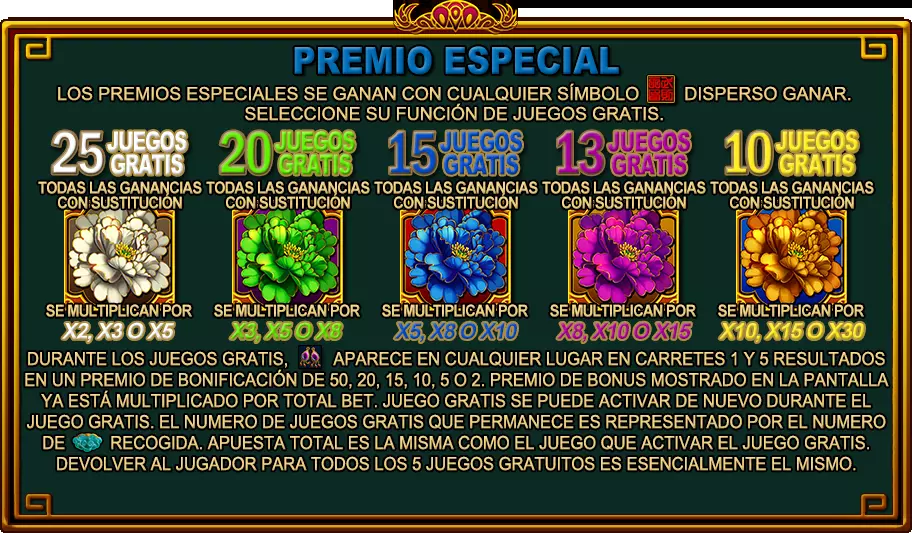 PREMIO ESPECIAL
LOS PREMIOS ESPECIALES SE GANAN CON CUALQUIER SÍMBOLO DISPERSO GANAR.
SELECCIONE SU FUNCIÓN DE JUEGOS GRATIS.
25 JUEGOS GRATIS 20 JUEGOS GRATIS 15 JUEGOS GRATIS 13 JUEGOS GRATIS 10 JUEGOS GRATIS
TODAS LAS GANANCIAS TODAS LAS GANANCIAS TODAS LAS GANANCIAS TODAS LAS GANANCIAS TODAS LAS GANANCIAS
CON SUSTITUCIÓN CON SUSTITUCIÓN CON SUSTITUCIÓN CON SUSTITUCIÓN CON SUSTITUCIÓN
SE MULTIPLICAN POR SE MULTIPLICAN POR SE MULTIPLICAN POR SE MULTIPLICAN POR SE MULTIPLICAN POR
X2, X3 O X5 X3, X5 O X8 X5, X8 O X10 X8, X10 O X15 X10, X15 O X30
DURANTE LOS JUEGOS GRATIS, APARECE EN CUALQUIER LUGAR EN CARRETES 1 Y 5 RESULTADOS
EN UN PREMIO DE BONIFICACIÓN DE 50, 20, 15, 10, 5 O 2. PREMIO DE BONUS MOSTRADO EN LA PANTALLA
YA ESTÁ MULTIPLICADO POR TOTAL BET. JUEGO GRATIS SE PUEDE ACTIVAR DE NUEVO DURANTE EL
JUEGO GRATIS. EL NUMERO DE JUEGOS GRATIS QUE PERMANECE ES REPRESENTADO POR EL NUMERO
DE RECOGIDA. APUESTA TOTAL ES LA MISMA COMO EL JUEGO QUE ACTIVAR EL JUEGO GRATIS.
DEVOLVER AL JUGADOR PARA TODOS LOS 5 JUEGOS GRATUITOS ES ESENCIALMENTE EL MISMO.